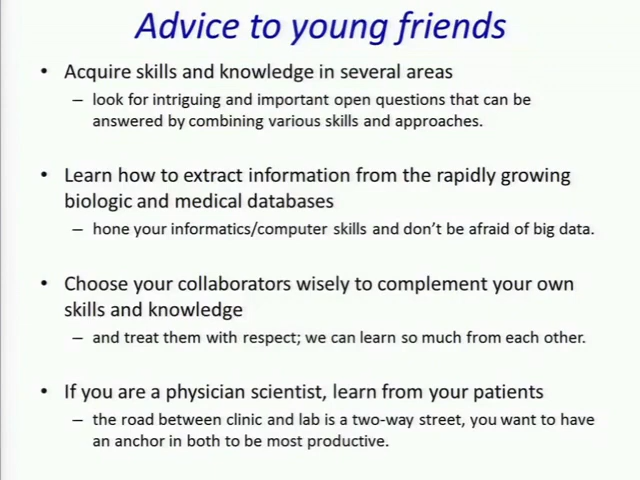 Advice to young friends
• Acquire skills and knowledge in several areas
– look for intriguing and important open questions that can be
answered by combining various skills and approaches.
• Learn how to extract information from the rapidly growing
biologic and medical databases
– hone your informatics/computer skills and don't be afraid of big data.
• Choose your collaborators wisely to complement your own
skills and knowledge
– and treat them with respect; we can learn so much from each other.
• If you are a physician scientist, learn from your patients
– the road between clinic and lab is a two-way street, you want to have
an anchor in both to be most productive.